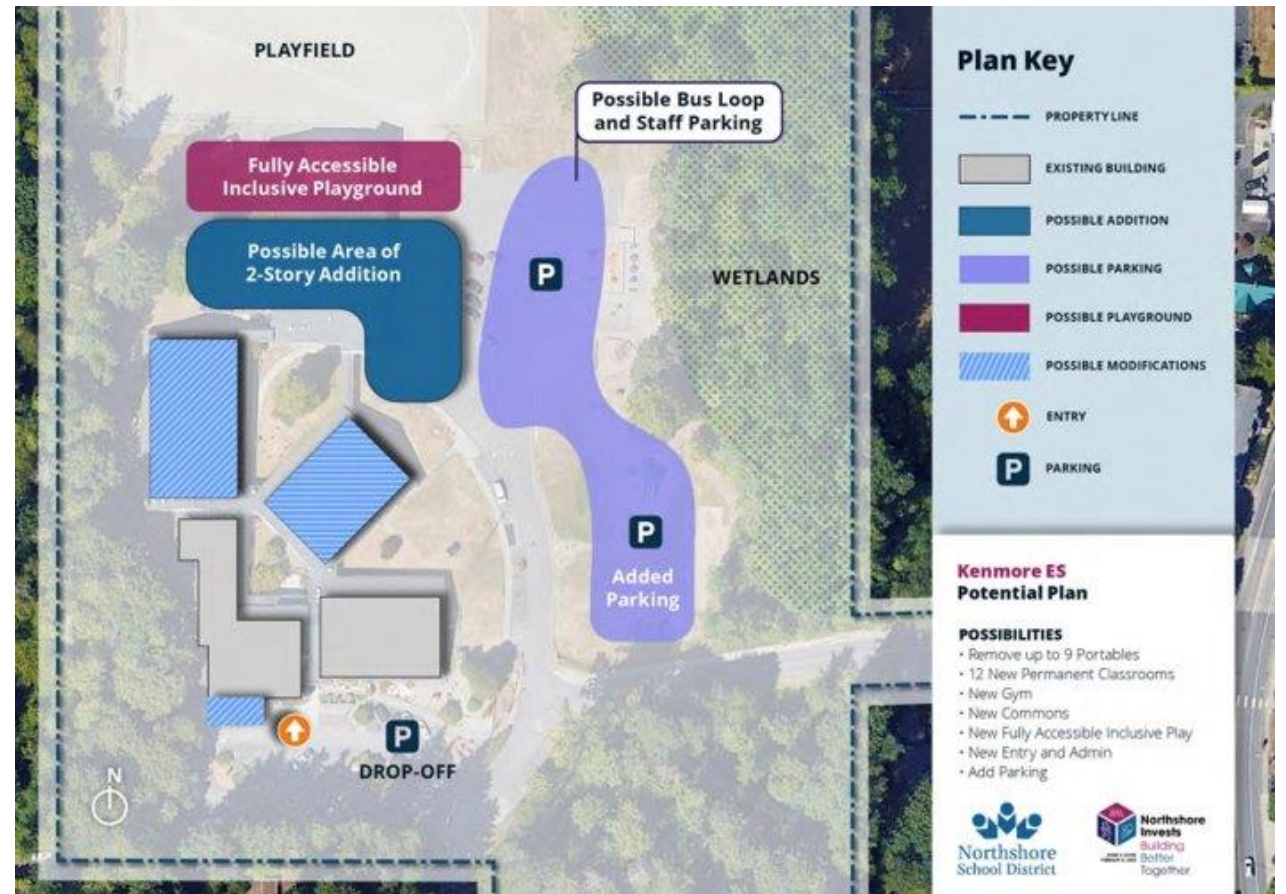 PLAYFIELD
Possible Bus Loop
and Staff Parking
Fully Accessible
Inclusive Playground
Possible Area of
2-Story Addition
P
WETLANDS
P
Added
Parking
P
DROP-OFF
N
Plan Key
PROPERTY LINE
EXISTING BUILDING
POSSIBLE ADDITION
POSSIBLE PARKING
POSSIBLE PLAYGROUND
POSSIBLE MODIFICATIONS
ENTRY
P PARKING
Kenmore ES
Potential Plan
POSSIBILITIES
• Remove up to 9 Portables
• 12 New Permanent Classrooms
• New Gym
• New Commons
• New Fully Accessible Inclusive Play
• New Entry and Admin
• Add Parking
Northshore
School District
Northshore
Invests
Building
Better
Together